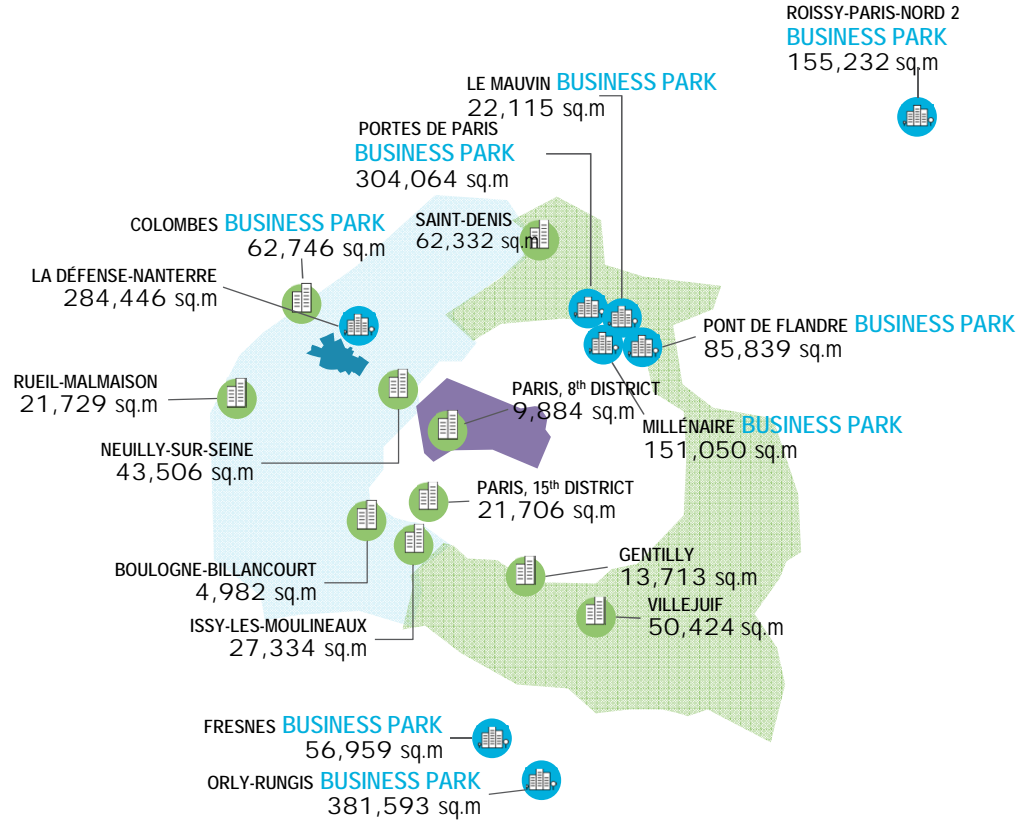 ROISSY-PARIS-NORD 2
BUSINESS PARK
155,232 sq.m
LE MAUVIN BUSINESS PARK
22,115 sq.m
PORTES DE PARIS
BUSINESS PARK
304,064 sq.m
COLOMBES BUSINESS PARK
62,746 sq.m
SAINT-DENIS
62,332 sq.m
LA DÉFENSE-NANTERRE
284,446 sq.m
PONT DE FLANDRE BUSINESS PARK
85,839 sq.m
RUEIL-MALMAISON
21,729 sq.m
PARIS, 8th DISTRICT
9,884 sq.m
MILLÉNAIRE BUSINESS PARK
151,050 sq.m
NEUILLY-SUR-SEINE
43,506 sq.m
PARIS, 15th DISTRICT
21,706 sq.m
GENTILLY
13,713 sq.m
BOULOGNE-BILLANCOURT
4,982 sq.m
VILLEJUIF
50,424 sq.m
ISSY-LES-MOULINEAUX
27,334 sq.m
FRESNES BUSINESS PARK
56,959 sq.m
ORLY-RUNGIS BUSINESS PARK
381,593 sq.m